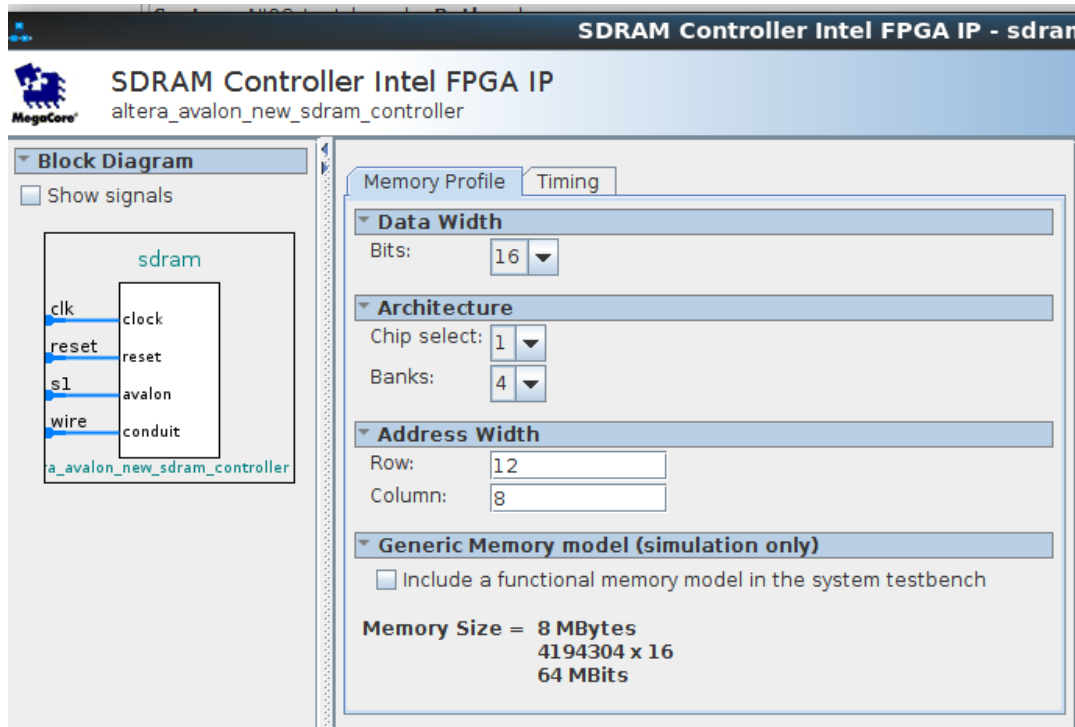 SDRAM Controller Intel FPGA IP - sdram
SDRAM Controller Intel FPGA IP
altera_avalon_new_sdram_controller
MegaCore
Block Diagram
Show signals
sdram
clk
clock
reset
reset
s1
avalon
wire
conduit
a_avalon_new_sdram_controller
Memory Profile
Timing
Data Width
Bits: 16
Architecture
Chip select: 1
Banks: 4
Address Width
Row: 12
Column: 8
Generic Memory model (simulation only)
Include a functional memory model in the system testbench
Memory Size = 8 MBytes
4194304 x 16
64 MBits